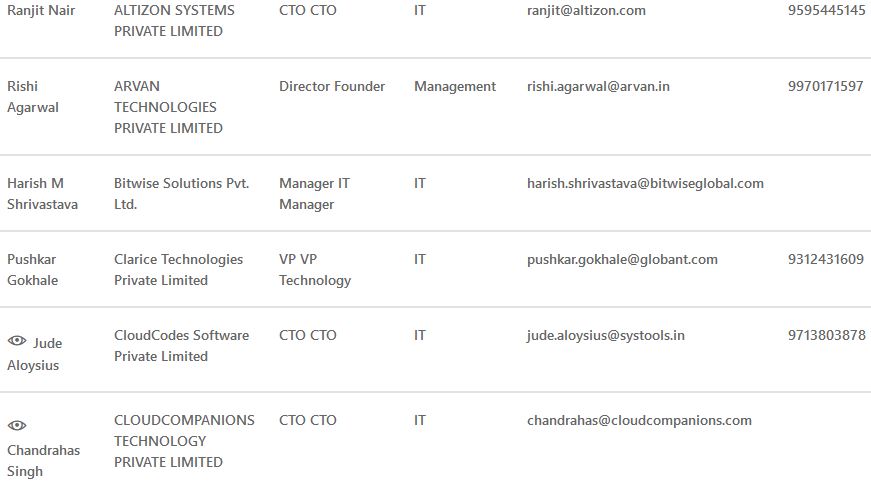 Ranjit Nair ALTIZON SYSTEMS CTO CTO IT ranjit@altizon.com 9595445145
PRIVATE LIMITED
Rishi ARVAN Director Founder Management rishi.agarwal@arvan.in 9970171597
Agarwal TECHNOLOGIES
PRIVATE LIMITED
Harish M Bitwise Solutions Pvt. Manager IT IT harish.shrivastava@bitwiseglobal.com
Shrivastava Ltd. Manager
Pushkar Clarice Technologies VP VP IT pushkar.gokhale@globant.com 9312431609
Gokhale Private Limited Technology
Jude CloudCodes Software CTO CTO IT jude.aloysius@systools.in 9713803878
Aloysius Private Limited
CLOUDCOMPANIONS CTO CTO IT chandrahas@cloudcompanions.com
Chandrahas TECHNOLOGY
Singh PRIVATE LIMITED